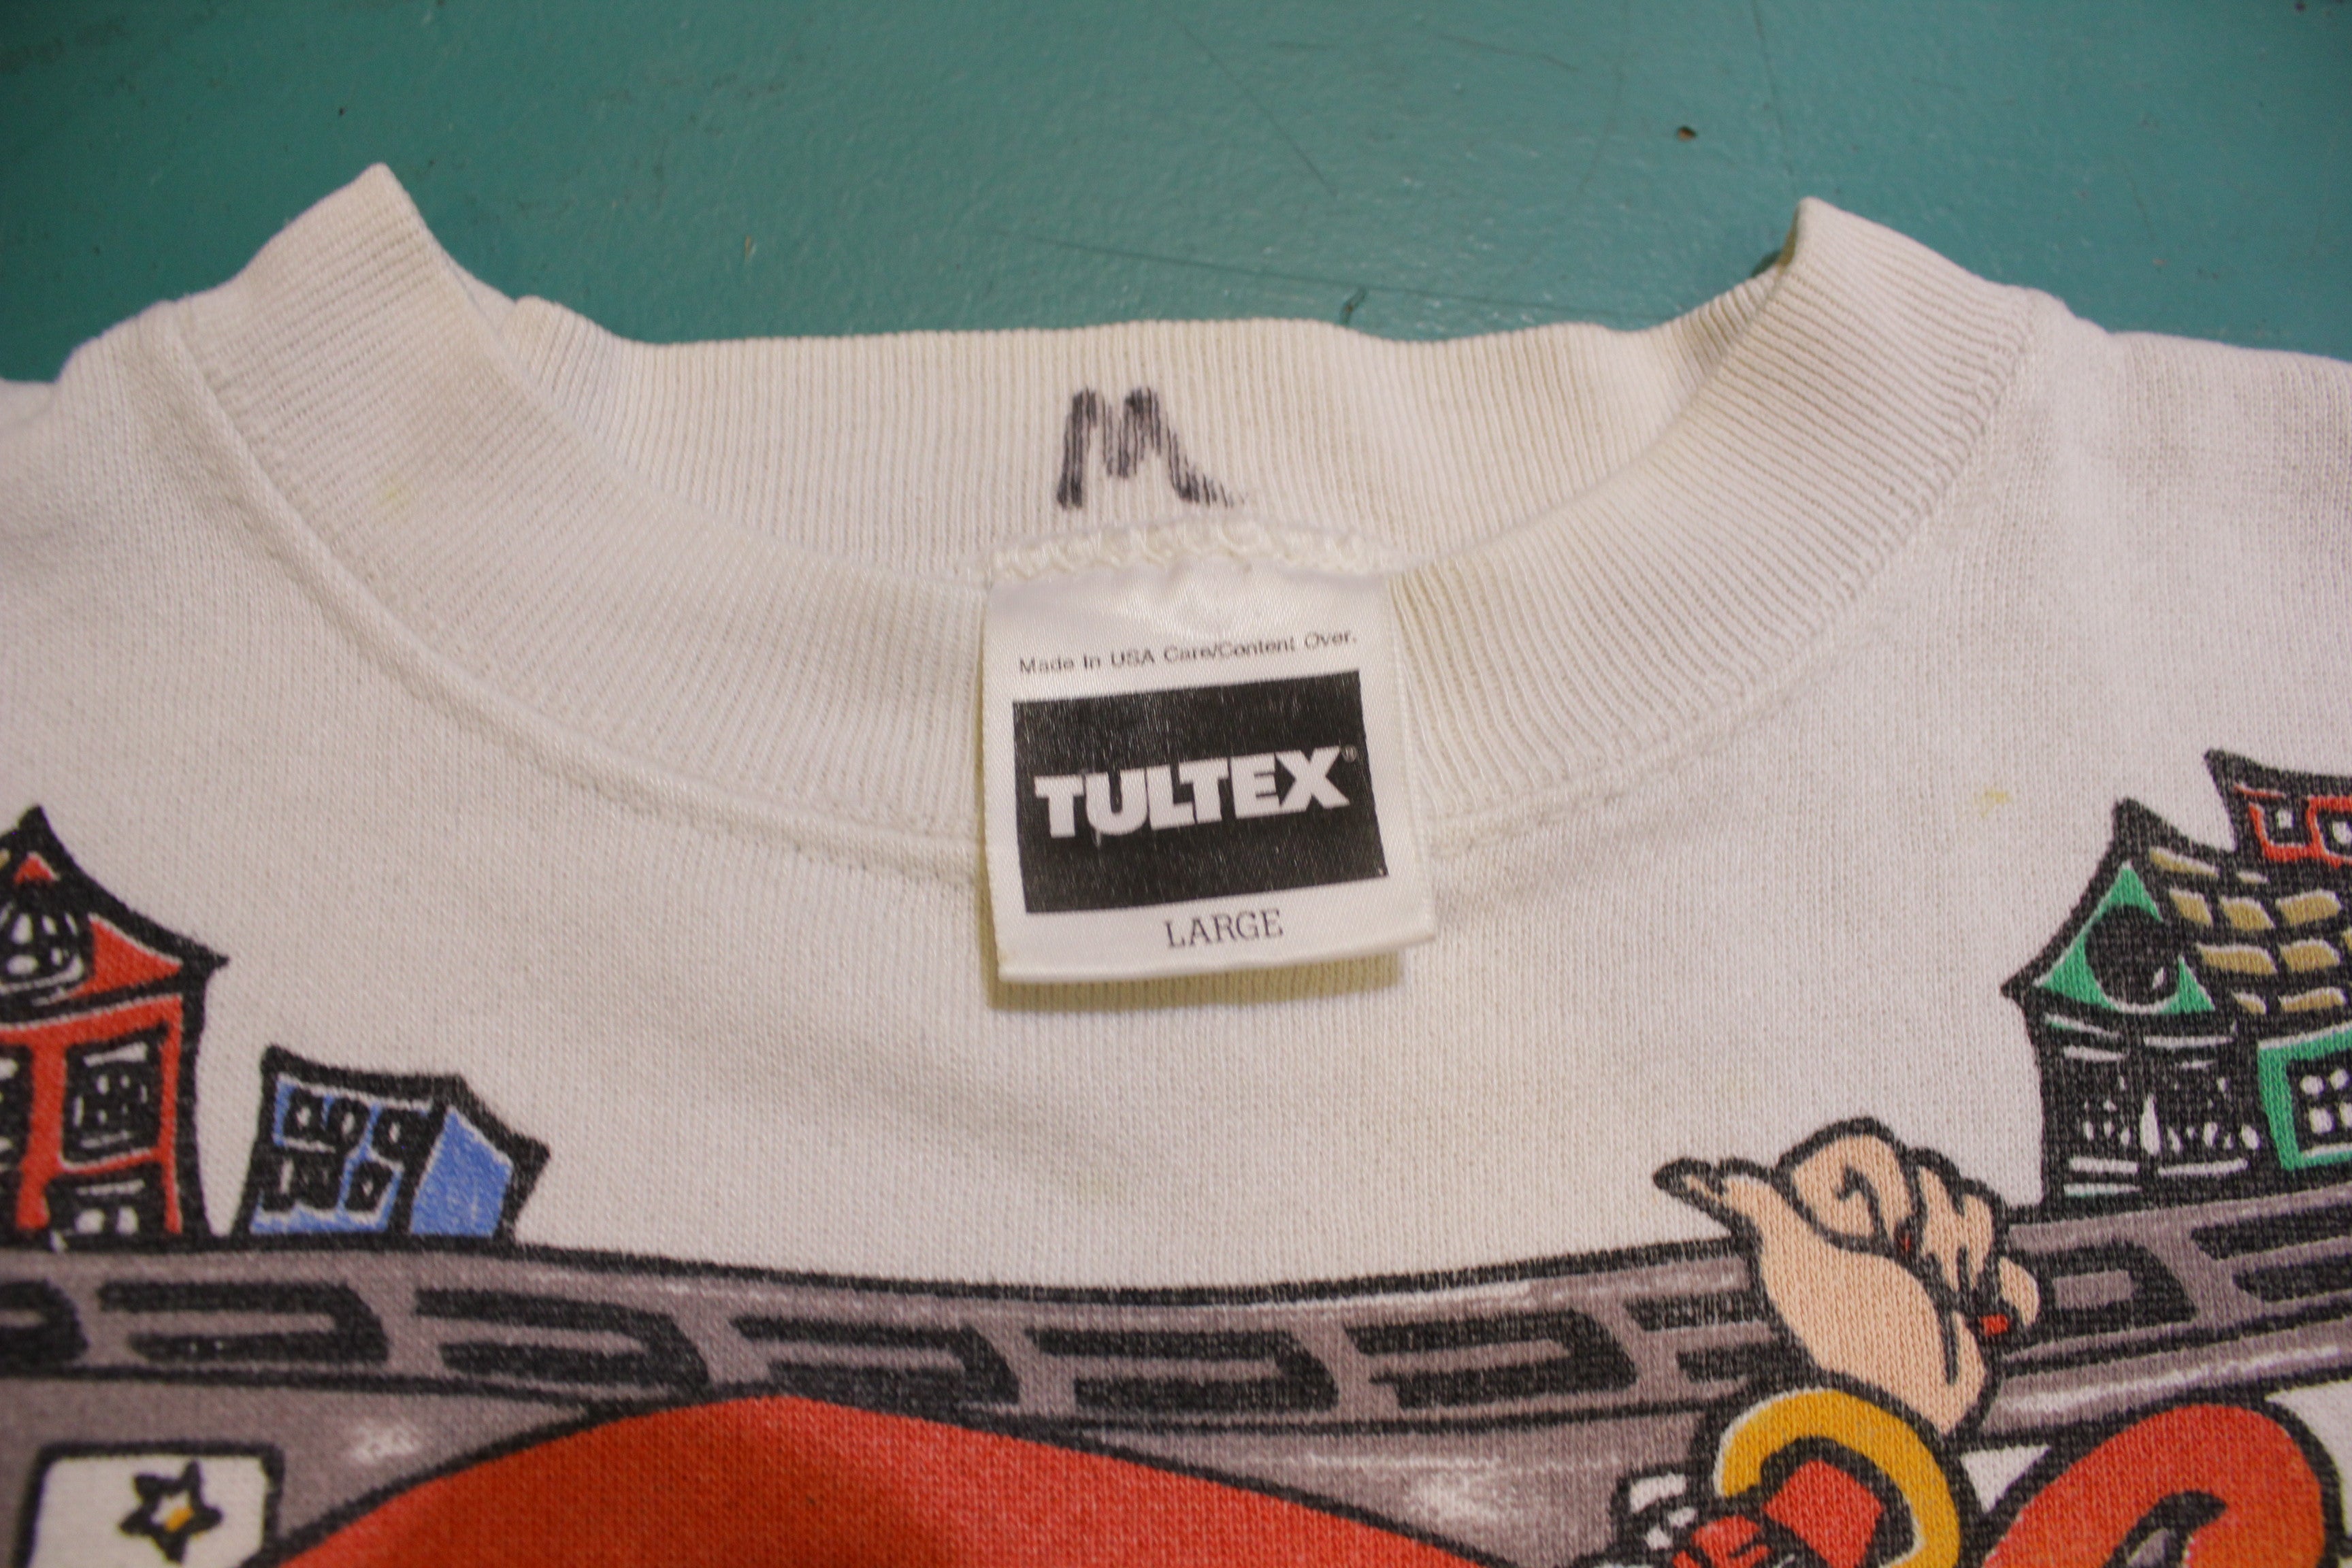 M
Made In USA Care/Content Over.
TULTEX®
LARGE